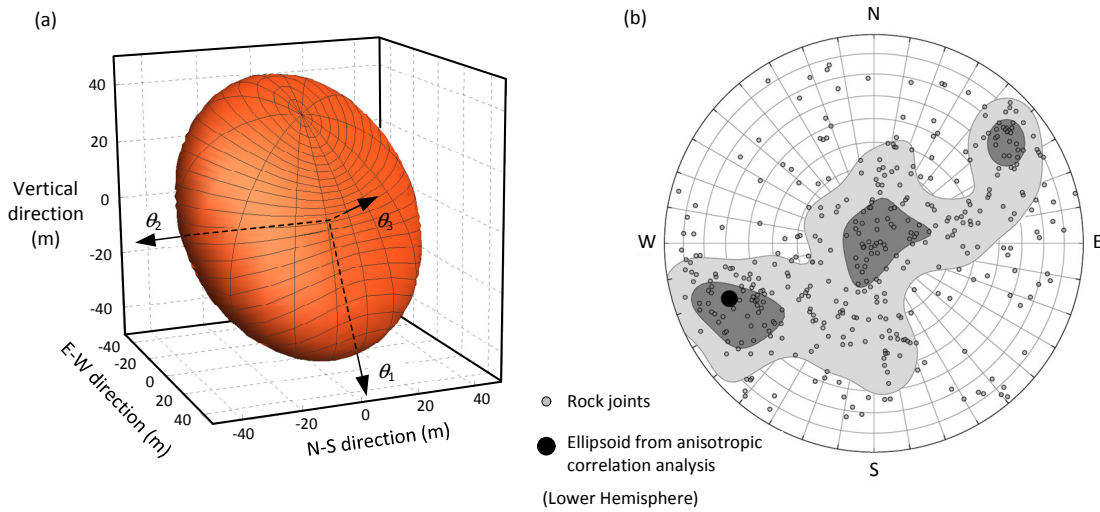 (a)
40
20
0
-20
-40
Vertical
direction
(m)
θ2
θ3
θ1
-40
-20
0
20
40
E-W direction (m)
-40
-20
0
20
40
N-S direction (m)
(b)
N
W
E
S
Rock joints
Ellipsoid from anisotropic
correlation analysis
(Lower Hemisphere)